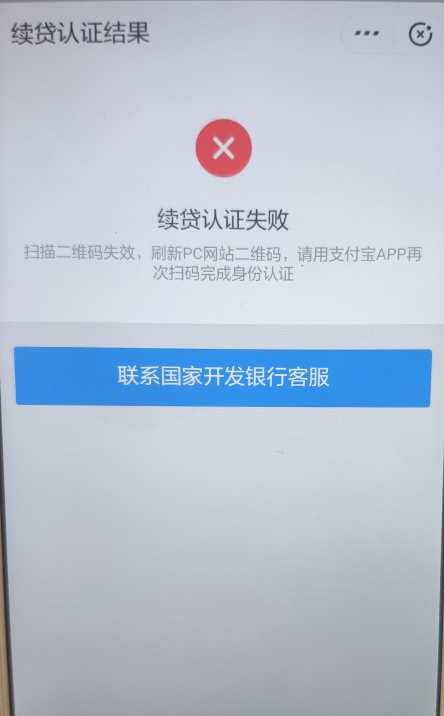 续贷认证结果
续贷认证失败
扫描二维码失效，刷新PC网站二维码，请用支付宝APP再
次扫码完成身份认证
联系国家开发银行客服